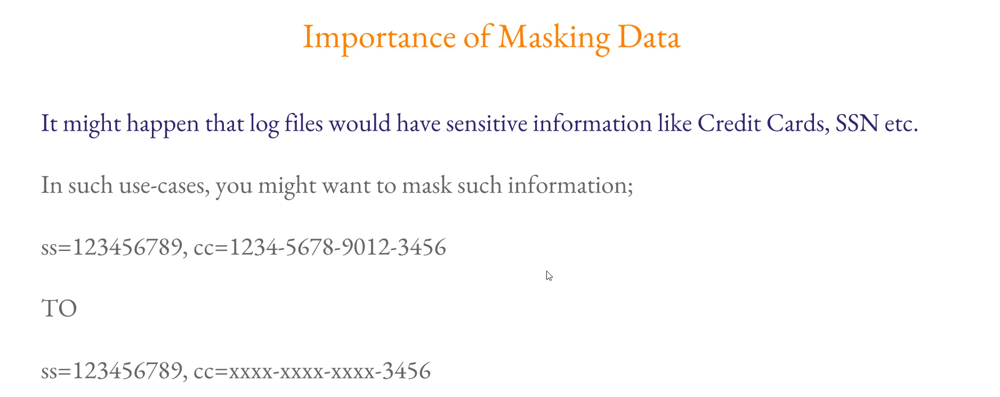 Importance of Masking Data
It might happen that log files would have sensitive information like Credit Cards, SSN etc.
In such use-cases, you might want to mask such information;
ss=123456789, cc=1234-5678-9012-3456
TO
ss=123456789, cc=xxxx-xxxx-xxxx-3456